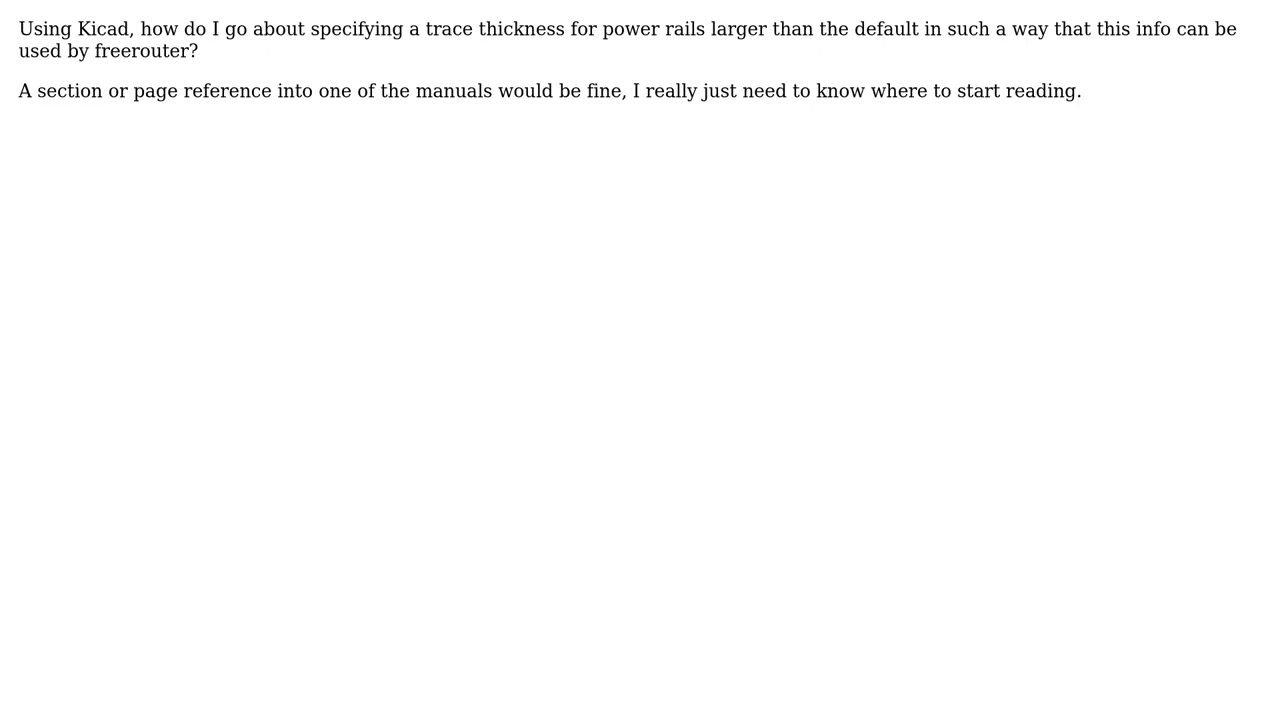 Using Kicad, how do I go about specifying a trace thickness for power rails larger than the default in such a way that this info can be
used by freerouter?
A section or page reference into one of the manuals would be fine, I really just need to know where to start reading.